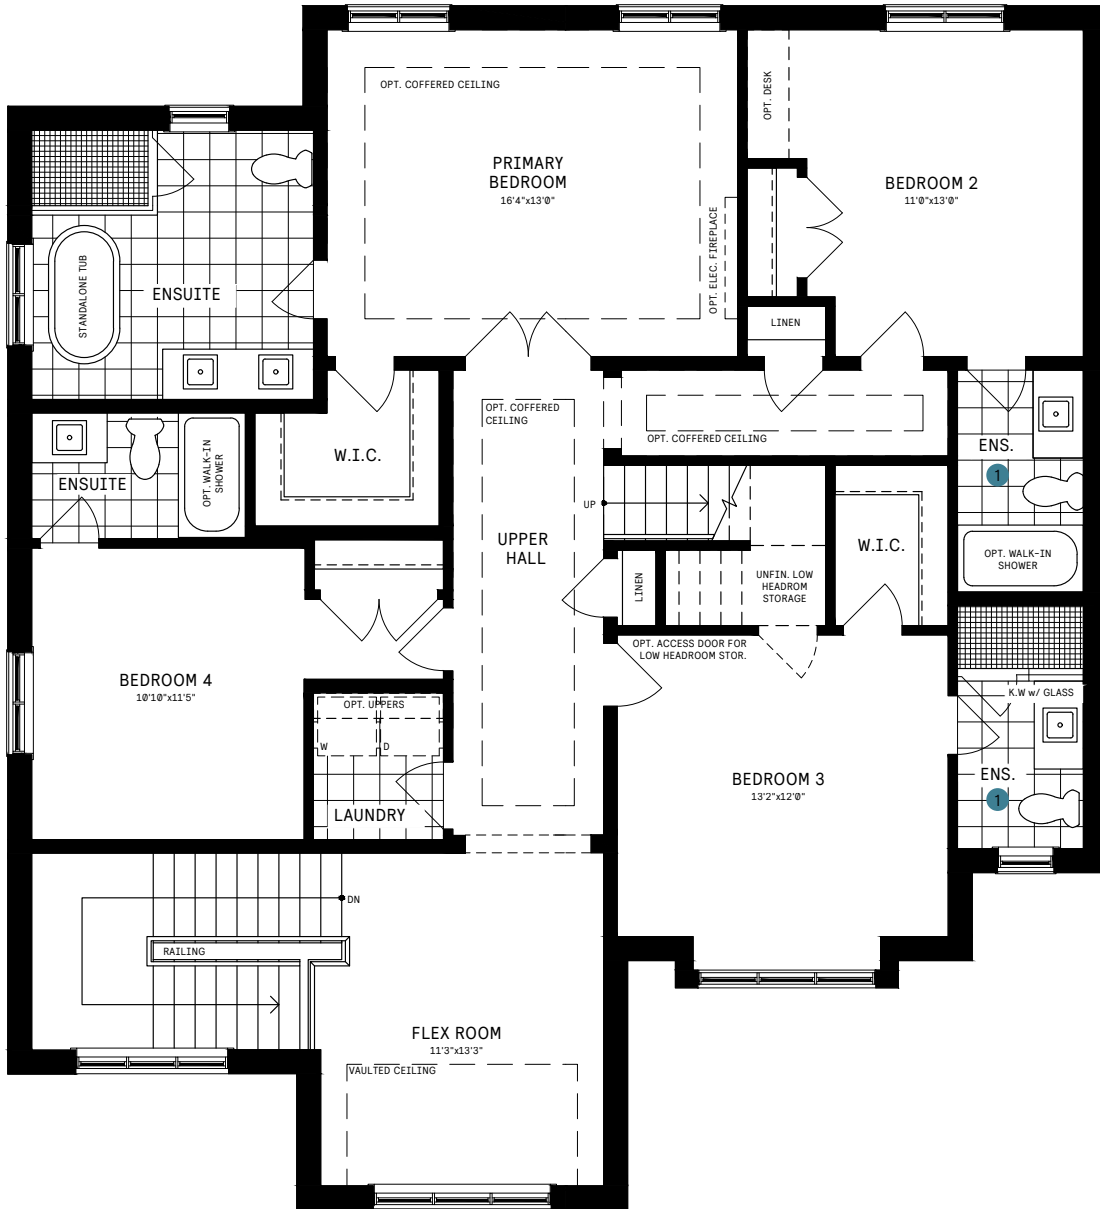 OPT. COFFERED CEILING
PRIMARY
BEDROOM
16'4"x13'0"
OPT. ELEC. FIREPLACE
OPT. DESK
BEDROOM 2
11'0"x13'0"
LINEN
STANDALONE TUB
ENSUITE
ENSUITE
OPT. WALK-IN
SHOWER
W.I.C.
OPT. COFFERED
CEILING
OPT. COFFERED CEILING
ENS.
1
OPT. WALK-IN
SHOWER
UP
UPPER
HALL
LINEN
UNFIN. LOW
HEADROM
STORAGE
W.I.C.
OPT. ACCESS DOOR FOR
LOW HEADROOM STOR.
BEDROOM 4
10'10"x11'5"
OPT. UPPERS
W
D
LAUNDRY
BEDROOM 3
13'2"x12'0"
K.W w/ GLASS
ENS.
1
DN
RAILING
FLEX ROOM
11'3"x13'3"
VAULTED CEILING